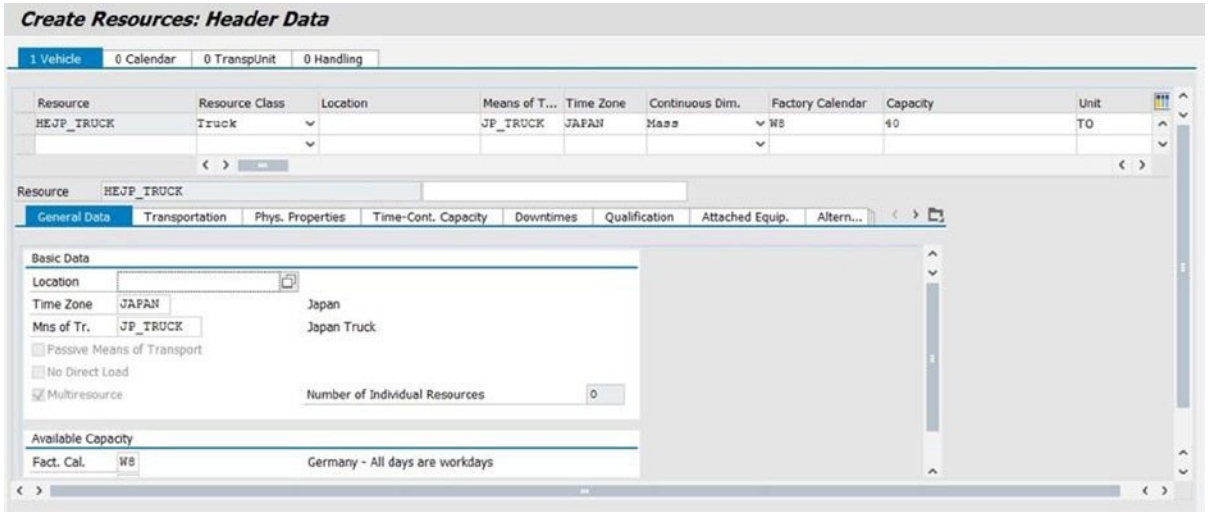 Create Resources: Header Data
1 Vehicle 0 Calendar 0 TranspUnit 0 Handling
Resource Resource Class Location Means of T... Time Zone Continuous Dim. Factory Calendar Capacity Unit
HEJP_TRUCK Truck JP_TRUCK JAPAN Mass W8 40 TO
Resource HEJP_TRUCK
General Data Transportation Phys. Properties Time-Cont. Capacity Downtimes Qualification Attached Equip. Altern...
Basic Data
Location
Time Zone JAPAN Japan
Mns of Tr. JP_TRUCK Japan Truck
Passive Means of Transport
No Direct Load
Multiresource Number of Individual Resources 0
Available Capacity
Fact. Cal. W8 Germany - All days are workdays